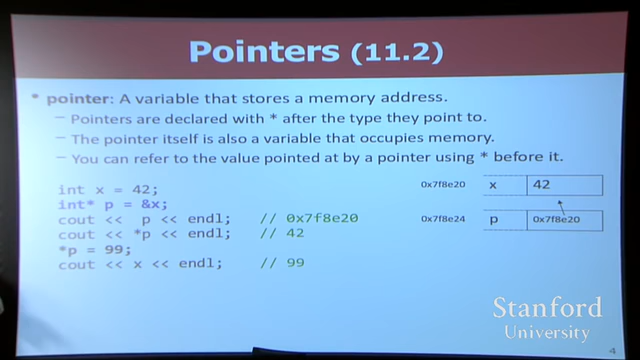 Pointers (11.2)
* pointer: A variable that stores a memory address.
– Pointers are declared with * after the type they point to.
– The pointer itself is also a variable that occupies memory.
– You can refer to the value pointed at by a pointer using * before it.
int x = 42;
int* p = &x;
cout << p << endl; // 0x7f8e20
cout << *p << endl; // 42
*p = 99;
cout << x << endl; // 99
0x7f8e20 x 42
0x7f8e24 p 0x7f8e20
Stanford
University
4